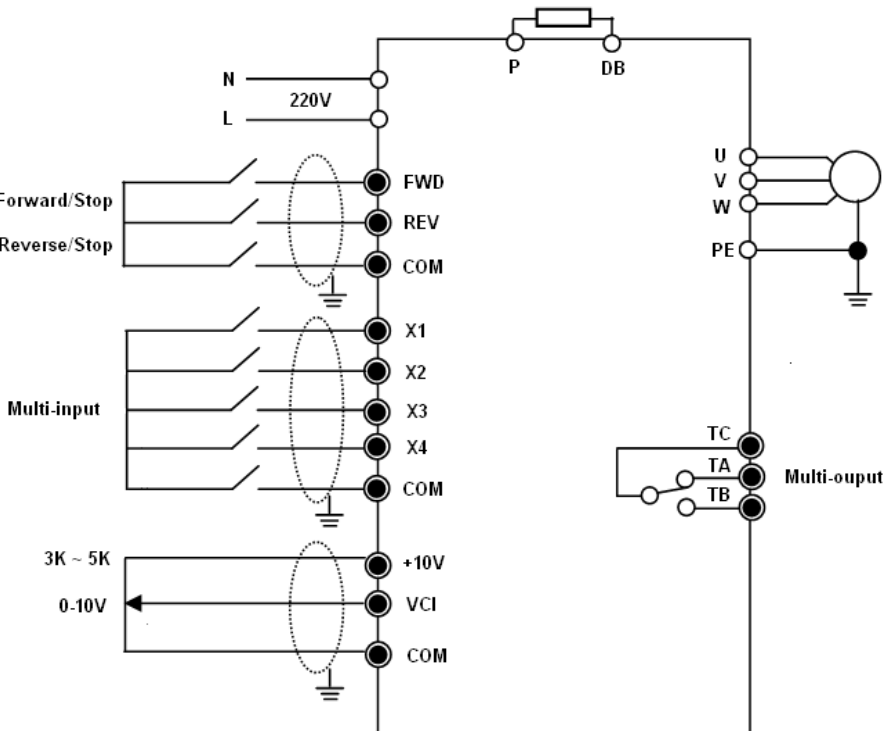 P
DB
N
220V
L
Forward/Stop
FWD
REV
Reverse/Stop
COM
U
V
W
PE
X1
X2
Multi-input
X3
X4
COM
TC
TA
TB
Multi-ouput
3K ~ 5K
+10V
0-10V
VCI
COM